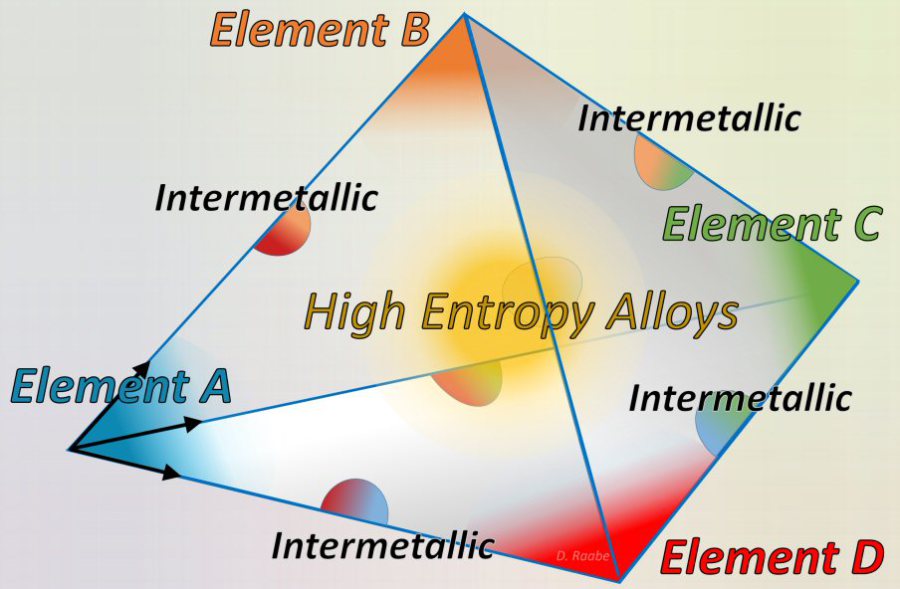 Element B
Intermetallic
Intermetallic
Element C
High Entropy Alloys
Element A
Intermetallic
Intermetallic
D. Raabe
Element D